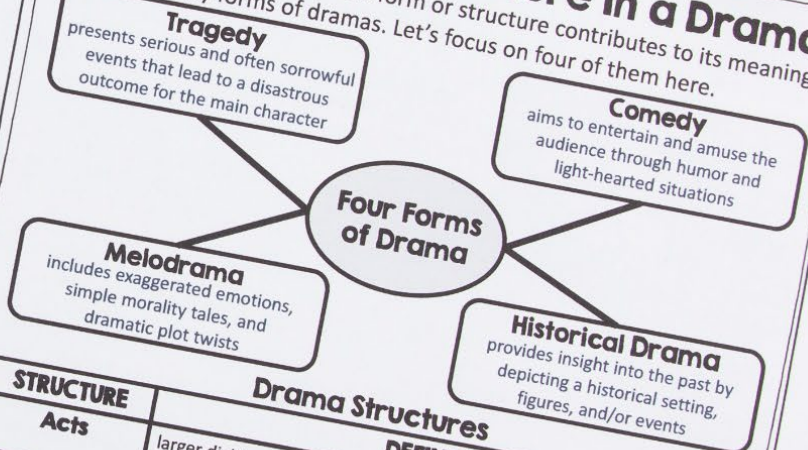 in a Drama
form or structure contributes to its meaning
forms of dramas. Let's focus on four of them here.
Tragedy
presents serious and often sorrowful
events that lead to a disastrous
outcome for the main character
Comedy
aims to entertain and amuse the
audience through humor and
light-hearted situations
Four Forms
of Drama
Melodrama
includes exaggerated emotions,
simple morality tales, and
dramatic plot twists
Historical Drama
provides insight into the past by
depicting a historical setting,
figures, and/or events
Drama Structures
STRUCTURE
Acts
larger